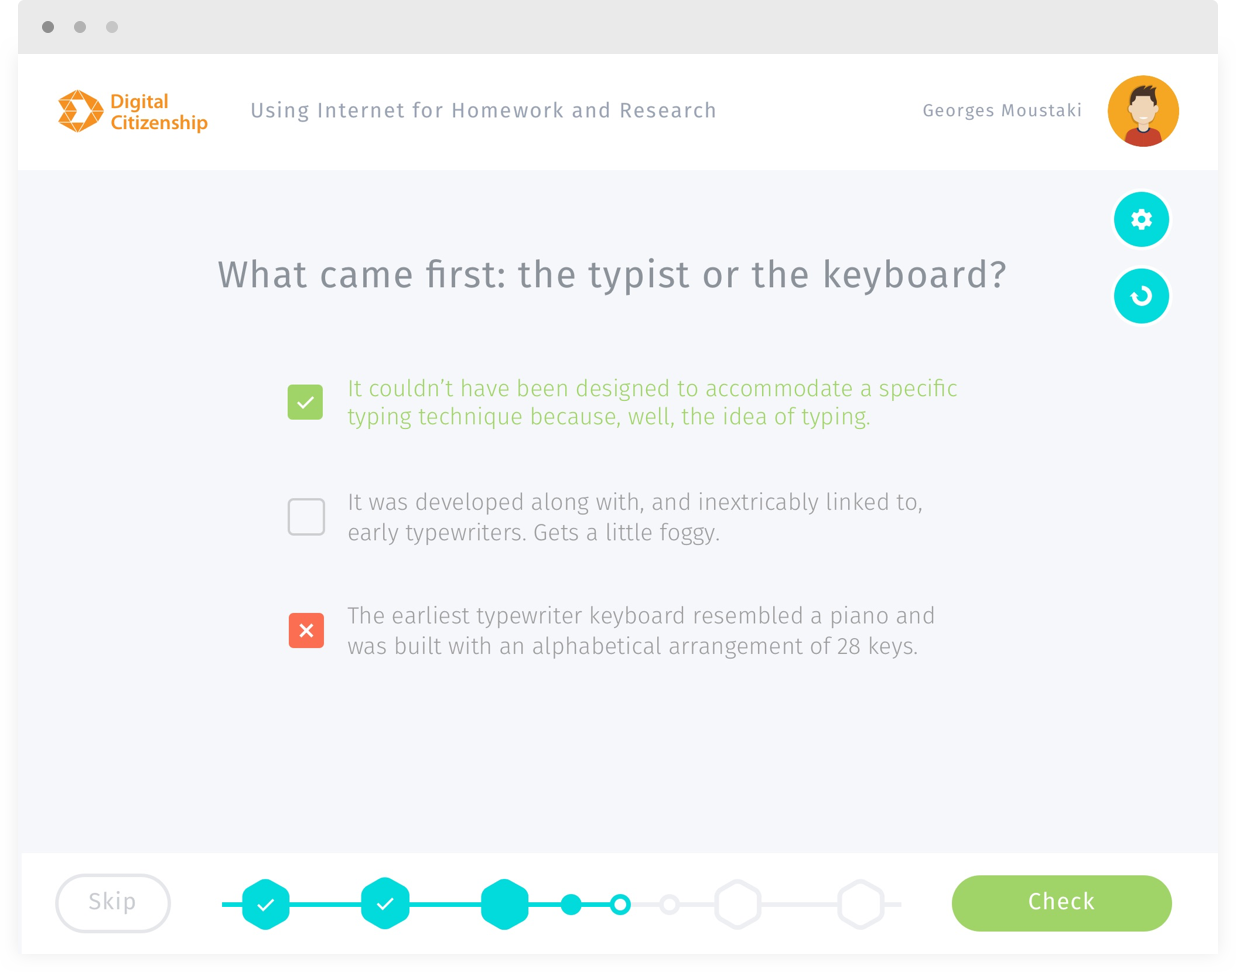 Digital
Citizenship
Using Internet for Homework and Research
Georges Moustaki
What came first: the typist or the keyboard?
It couldn’t have been designed to accommodate a specific
typing technique because, well, the idea of typing.
It was developed along with, and inextricably linked to,
early typewriters. Gets a little foggy.
The earliest typewriter keyboard resembled a piano and
was built with an alphabetical arrangement of 28 keys.
Skip
Check